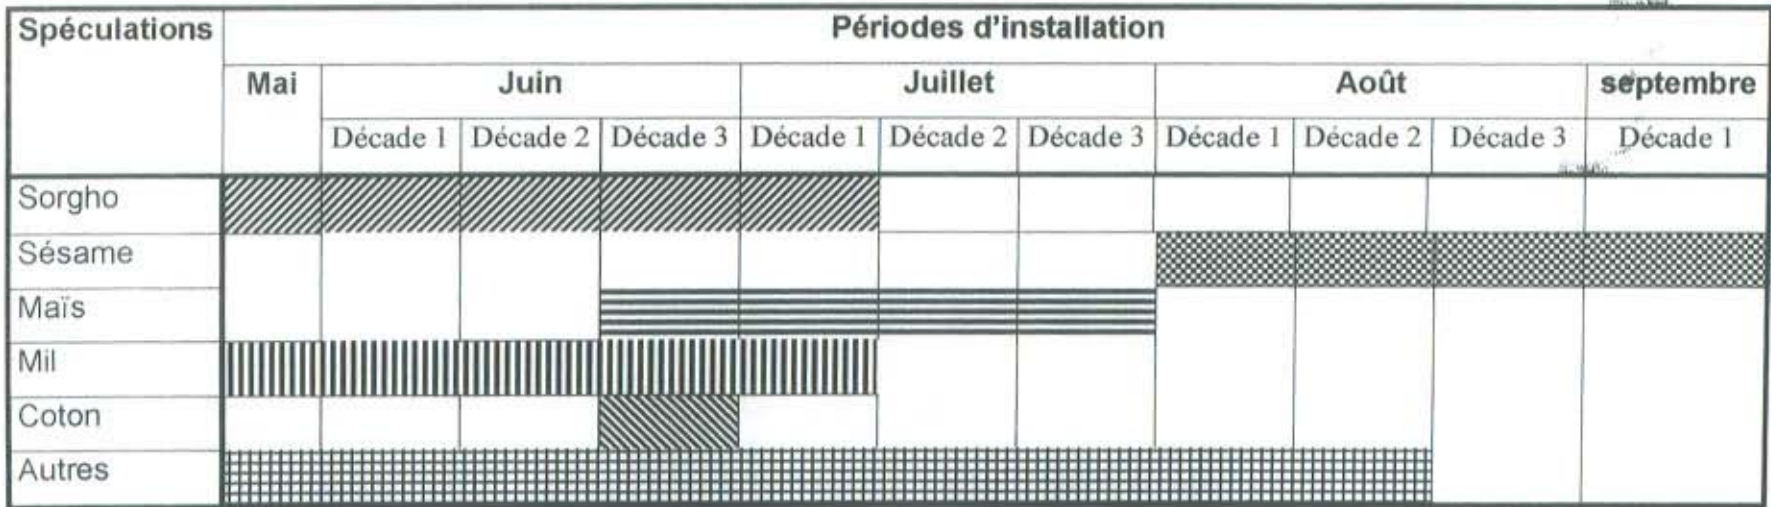 Spéculations Périodes d'installation
Mai Juin Juillet Août septembre
Décade 1 Décade 2 Décade 3 Décade 1 Décade 2 Décade 3 Décade 1 Décade 2 Décade 3 Décade 1
Sorgho
Sésame
Maïs
Mil
Coton
Autres